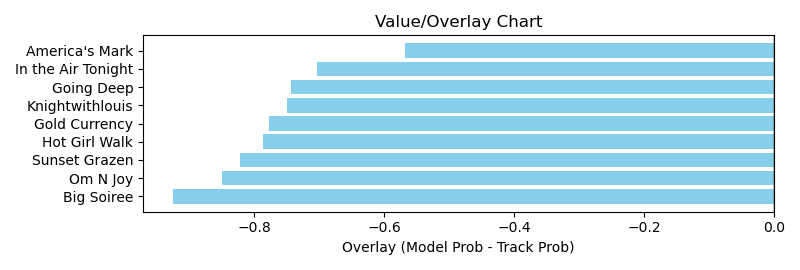 Value/Overlay Chart
America's Mark
In the Air Tonight
Going Deep
Knightwithlouis
Gold Currency
Hot Girl Walk
Sunset Grazen
Om N Joy
Big Soiree
−0.8 −0.6 −0.4 −0.2 0.0
Overlay (Model Prob - Track Prob)